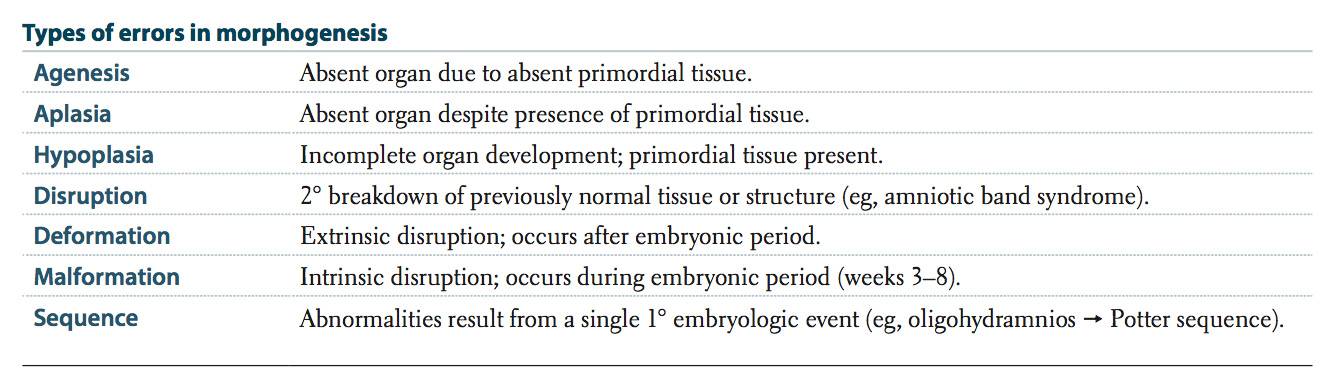 Types of errors in morphogenesis
Agenesis Absent organ due to absent primordial tissue.
Aplasia Absent organ despite presence of primordial tissue.
Hypoplasia Incomplete organ development; primordial tissue present.
Disruption 2° breakdown of previously normal tissue or structure (eg, amniotic band syndrome).
Deformation Extrinsic disruption; occurs after embryonic period.
Malformation Intrinsic disruption; occurs during embryonic period (weeks 3–8).
Sequence Abnormalities result from a single 1° embryologic event (eg, oligohydramnios → Potter sequence).